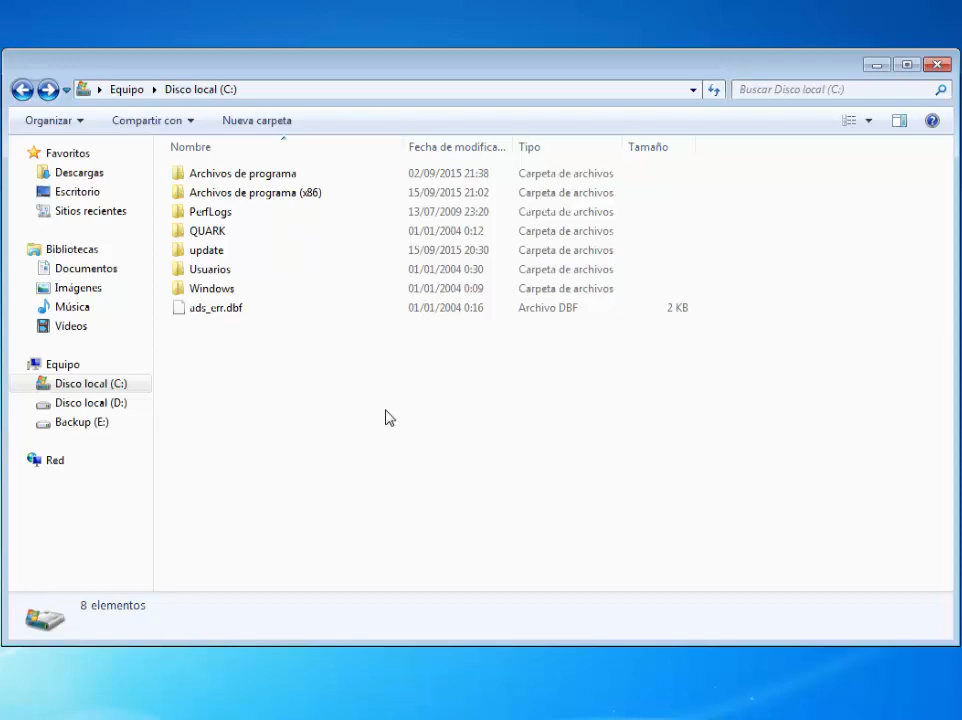 Equipo Disco local (C:) Buscar Disco local (C:)
Organizar Compartir con Nueva carpeta
Nombre Fecha de modifica... Tipo Tamaño
Archivos de programa 02/09/2015 21:38 Carpeta de archivos
Archivos de programa (x86) 15/09/2015 21:02 Carpeta de archivos
PerfLogs 13/07/2009 23:20 Carpeta de archivos
QUARK 01/01/2004 0:12 Carpeta de archivos
update 15/09/2015 20:30 Carpeta de archivos
Usuarios 01/01/2004 0:30 Carpeta de archivos
Windows 01/01/2004 0:09 Carpeta de archivos
ads_err.dbf 01/01/2004 0:16 Archivo DBF 2 KB
Favoritos
Descargas
Escritorio
Sitios recientes
Bibliotecas
Documentos
Imágenes
Música
Vídeos
Equipo
Disco local (C:)
Disco local (D:)
Backup (E:)
Red
8 elementos